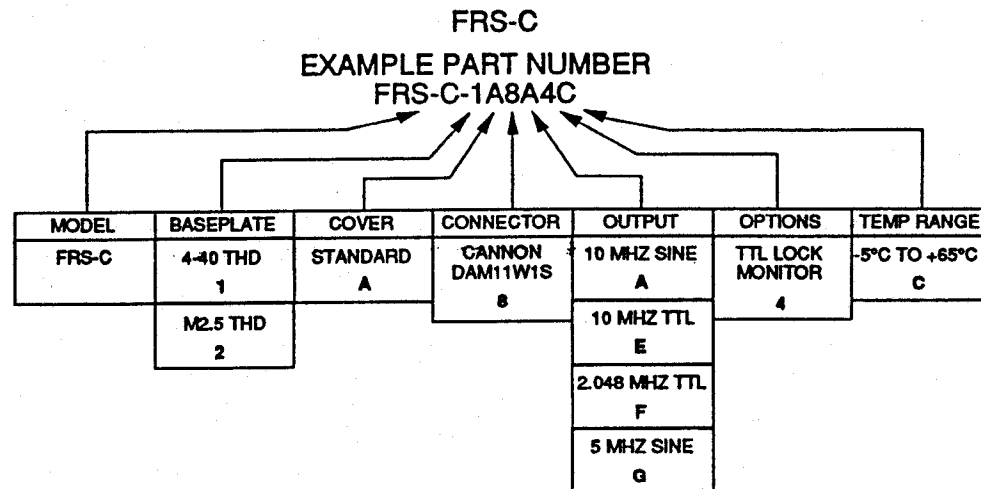 FRS-C
EXAMPLE PART NUMBER
FRS-C-1A8A4C
MODEL BASEPLATE COVER CONNECTOR OUTPUT OPTIONS TEMP RANGE
FRS-C 4-40 THD STANDARD CANNON 10 MHZ SINE TTL LOCK -5°C TO +65°C
DAM11W1S MONITOR
1 A 8 A 4 C
M2.5 THD 10 MHZ TTL
2 E
2.048 MHZ TTL
F
5 MHZ SINE
G